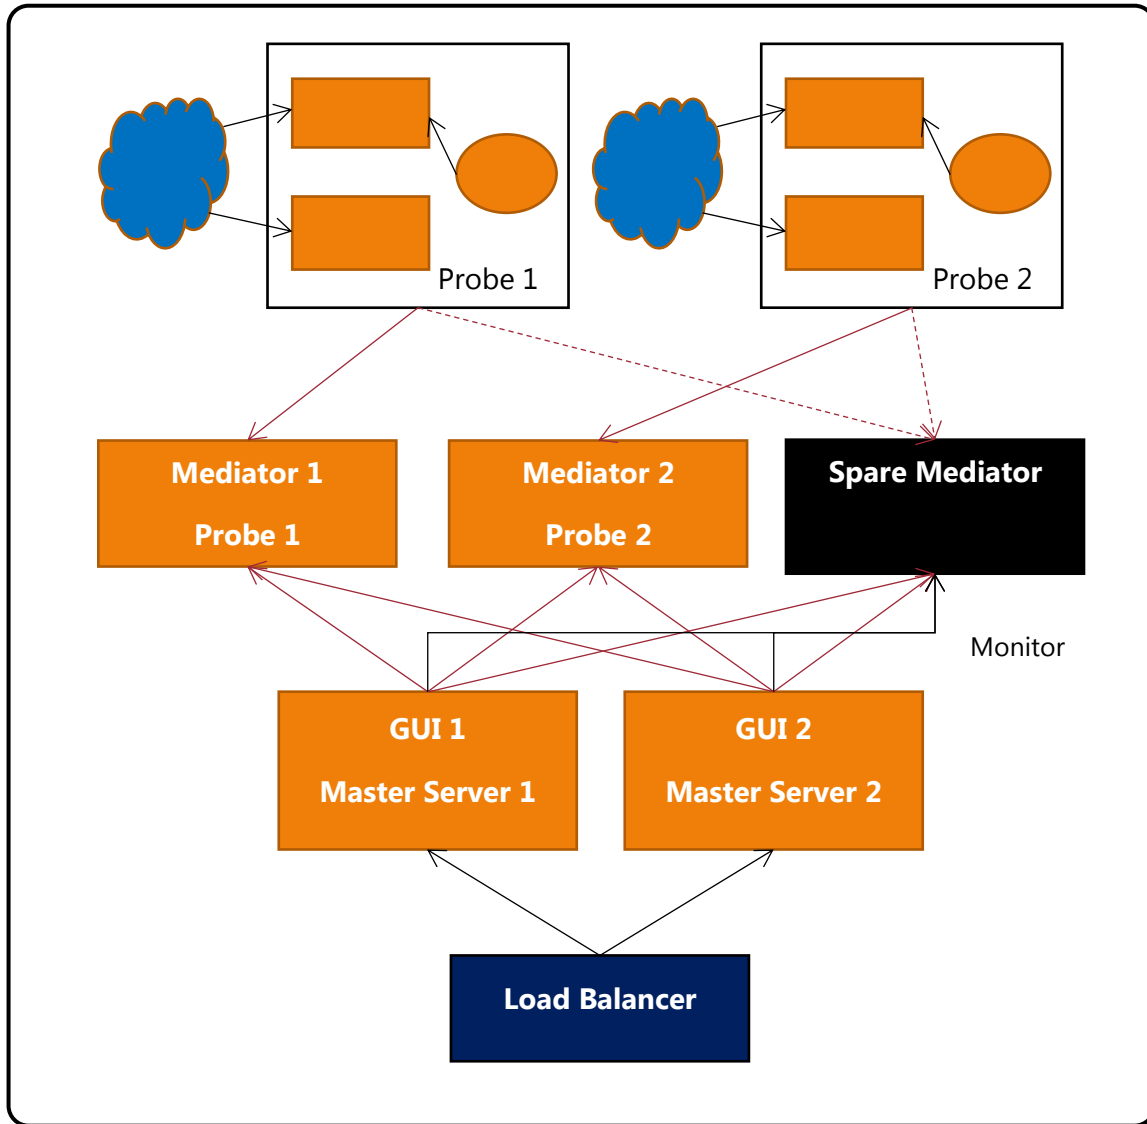 Probe 1
Probe 2
Mediator 1
Probe 1
Mediator 2
Probe 2
Spare Mediator
Monitor
GUI 1
Master Server 1
GUI 2
Master Server 2
Load Balancer